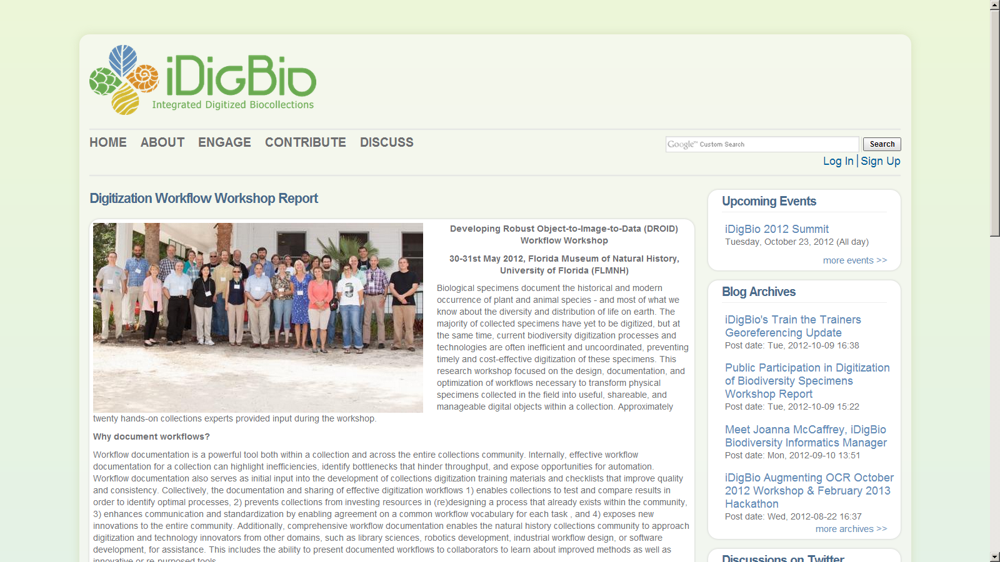 iDigBio
Integrated Digitized Biocollections
HOME ABOUT ENGAGE CONTRIBUTE DISCUSS
Google™ Custom Search
Search
Log In | Sign Up
Digitization Workflow Workshop Report
Developing Robust Object-to-Image-to-Data (DROID)
Workflow Workshop
30-31st May 2012, Florida Museum of Natural History,
University of Florida (FLMNH)
Biological specimens document the historical and modern
occurrence of plant and animal species - and most of what we
know about the diversity and distribution of life on earth. The
majority of collected specimens have yet to be digitized, but at
the same time, current biodiversity digitization processes and
technologies are often inefficient and uncoordinated, preventing
timely and cost-effective digitization of these specimens. This
research workshop focused on the design, documentation, and
optimization of workflows necessary to transform physical
specimens collected in the field into useful, shareable, and
manageable digital objects within a collection. Approximately
twenty hands-on collections experts provided input during the workshop.
Why document workflows?
Workflow documentation is a powerful tool both within a collection and across the entire collections community. Internally, effective workflow
documentation for a collection can highlight inefficiencies, identify bottlenecks that hinder throughput, and expose opportunities for automation.
Workflow documentation also serves as initial input into the development of collections digitization training materials and checklists that improve quality
and consistency. Collectively, the documentation and sharing of effective digitization workflows 1) enables collections to test and compare results in
order to identify optimal processes, 2) prevents collections from investing resources in (re)designing a process that already exists within the community,
3) enhances communication and standardization by enabling agreement on a common workflow vocabulary for each task , and 4) exposes new
innovations to the entire community. Additionally, comprehensive workflow documentation enables the natural history collections community to approach
digitization and technology innovators from other domains, such as library sciences, robotics development, industrial workflow design, or software
development, for assistance. This includes the ability to present documented workflows to collaborators to learn about improved methods as well as
innovative or re-purposed tools.
Upcoming Events
iDigBio 2012 Summit
Tuesday, October 23, 2012 (All day)
more events >>
Blog Archives
iDigBio's Train the Trainers
Georeferencing Update
Post date: Tue, 2012-10-09 16:38
Public Participation in Digitization
of Biodiversity Specimens
Workshop Report
Post date: Tue, 2012-10-09 15:22
Meet Joanna McCaffrey, iDigBio
Biodiversity Informatics Manager
Post date: Mon, 2012-09-10 13:51
iDigBio Augmenting OCR October
2012 Workshop & February 2013
Hackathon
Post date: Wed, 2012-08-22 16:37
more archives >>
Discussions on Twitter